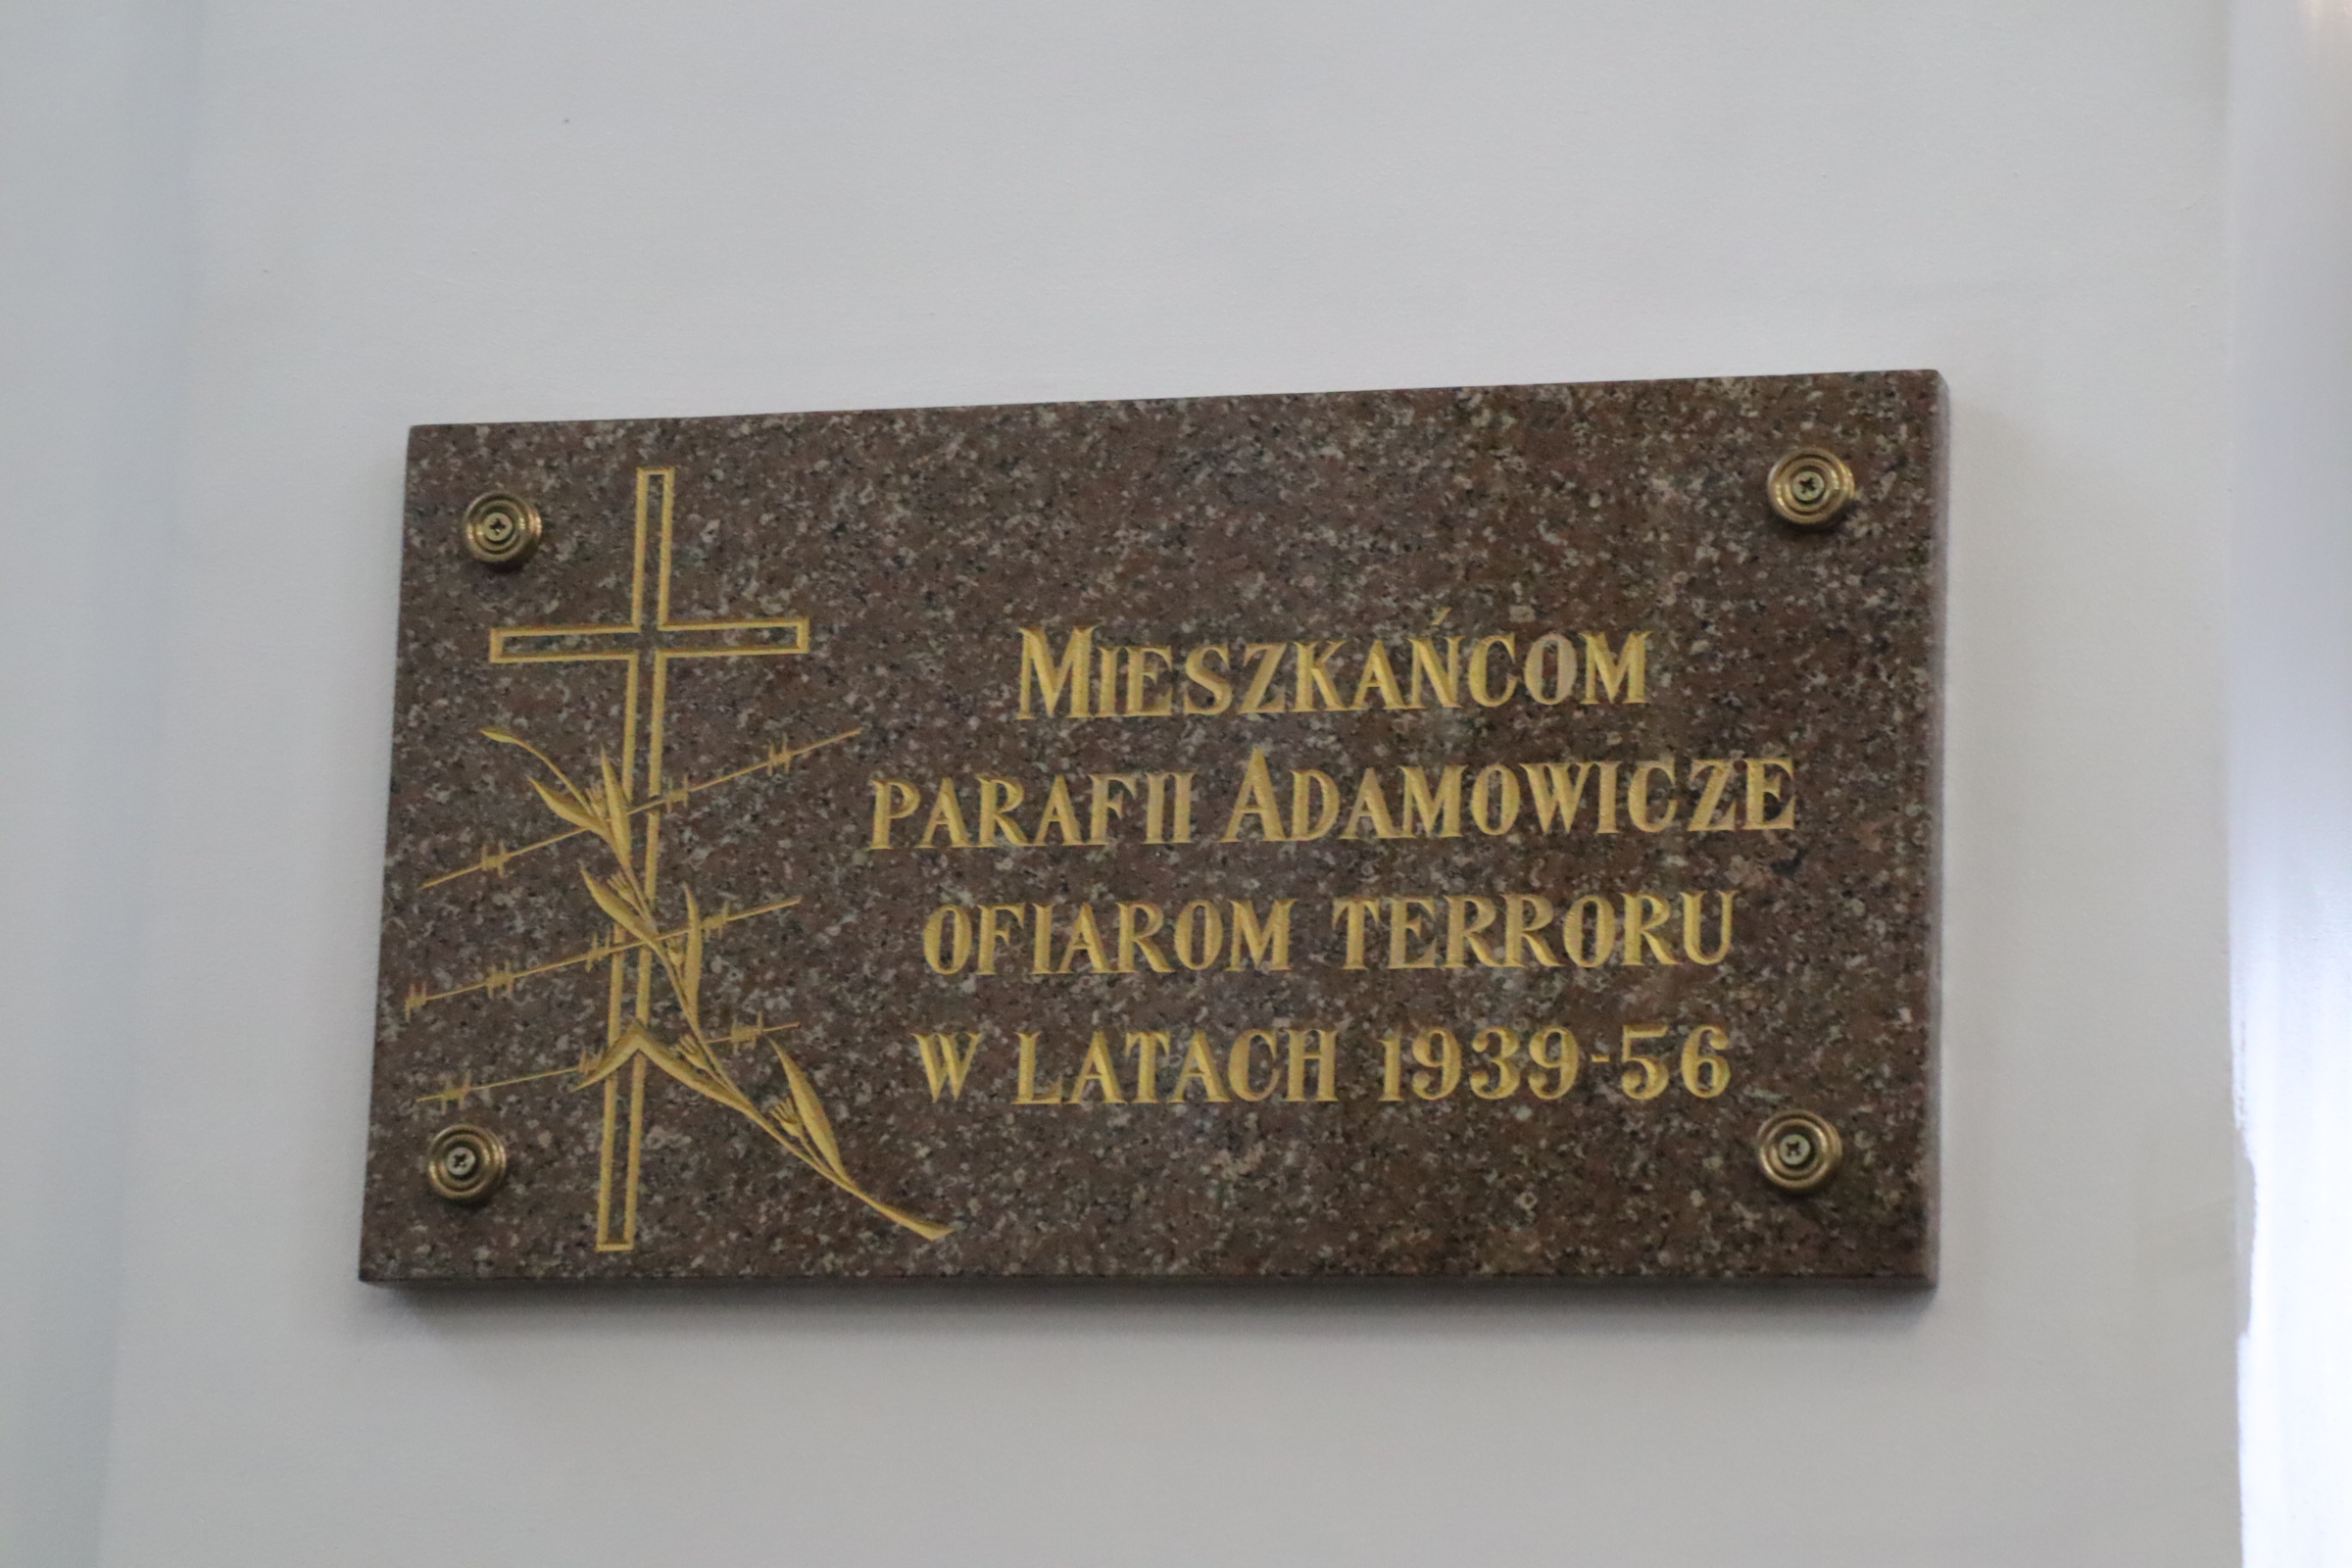 MIESZKAŃCOM
PARAFII ADAMOWICZE
OFIAROM TERRORU
W LATACH 1939-56